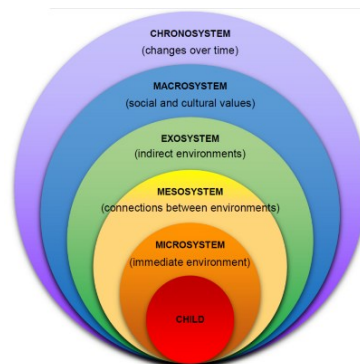 CHRONOSYSTEM
(changes over time)
MACROSYSTEM
(social and cultural values)
EXOSYSTEM
(indirect environments)
MESOSYSTEM
(connections between environments)
MICROSYSTEM
(immediate environment)
CHILD